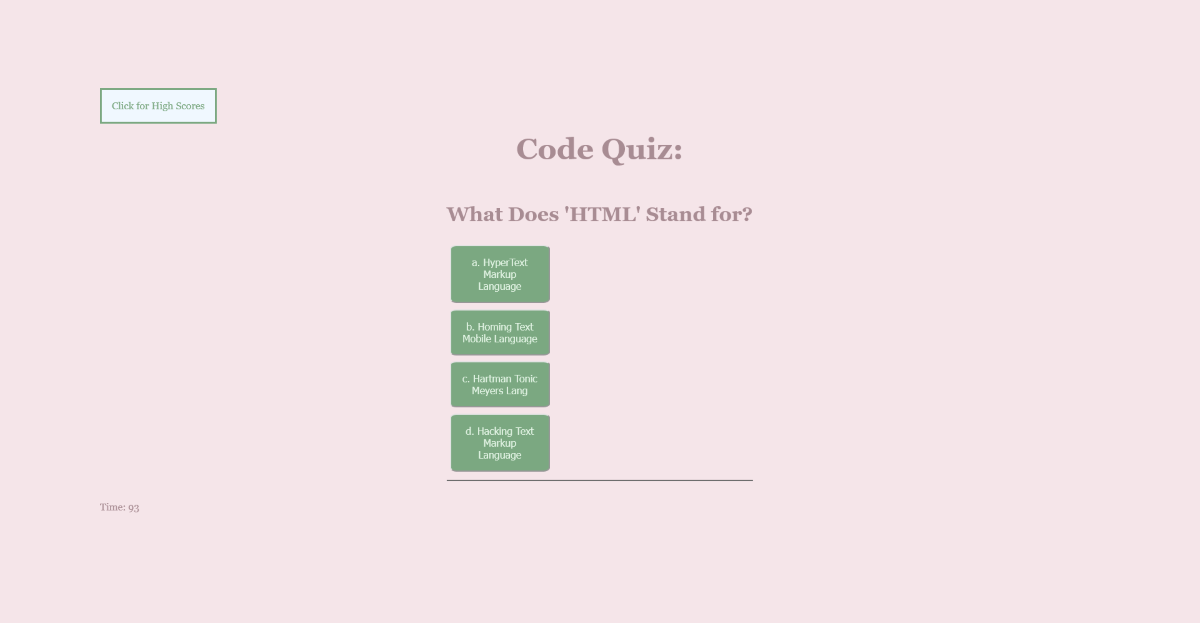 Click for High Scores
Code Quiz:
What Does 'HTML' Stand for?
a. HyperText
Markup
Language
b. Homing Text
Mobile Language
c. Hartman Tonic
Meyers Lang
d. Hacking Text
Markup
Language
Time: 93